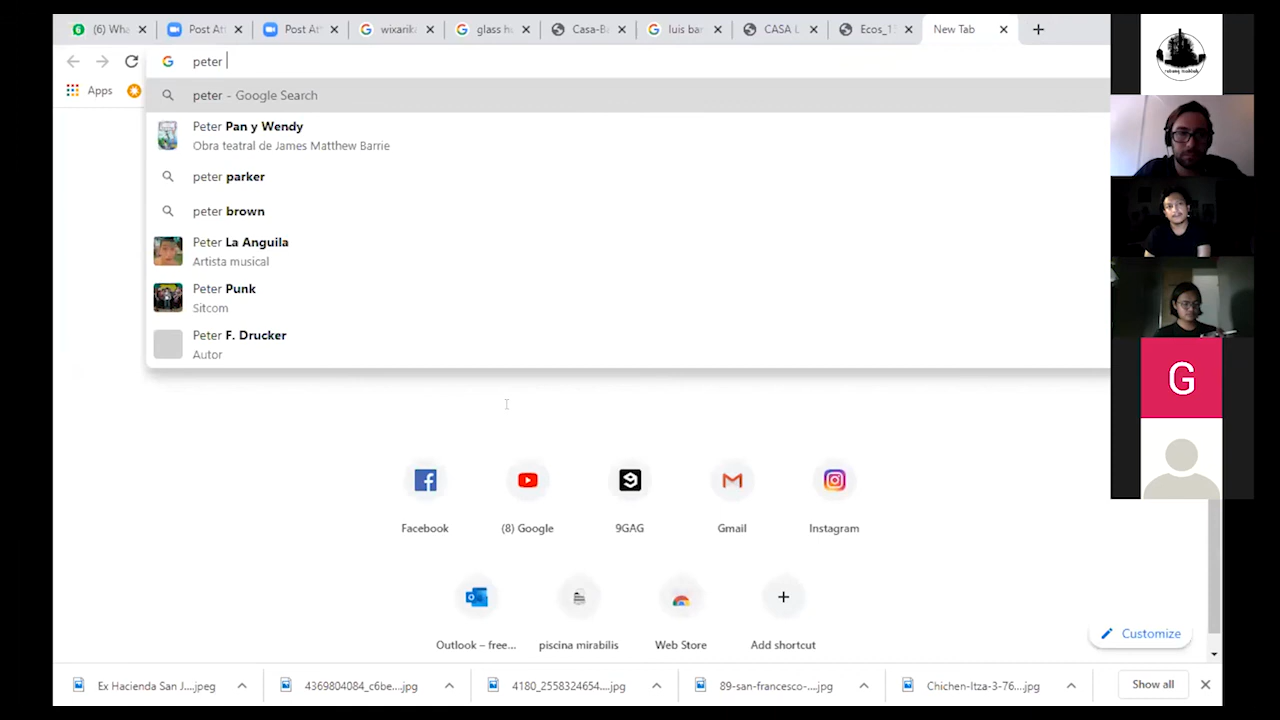 (6) Wha
Post At
Post At
wixarik
glass h
Casa-B
luis bar
CASA L
Ecos_1
New Tab
peter
Apps
peter - Google Search
Peter Pan y Wendy
Obra teatral de James Matthew Barrie
peter parker
peter brown
Peter La Anguila
Artista musical
Peter Punk
Sitcom
Peter F. Drucker
Autor
G
Facebook
(8) Google
9GAG
Gmail
Instagram
Outlook – free...
piscina mirabilis
Web Store
Add shortcut
Customize
Ex Hacienda San J....jpeg
4369804084_c6be....jpg
4180_2558324654....jpg
89-san-francesco-....jpg
Chichen-Itza-3-76....jpg
Show all